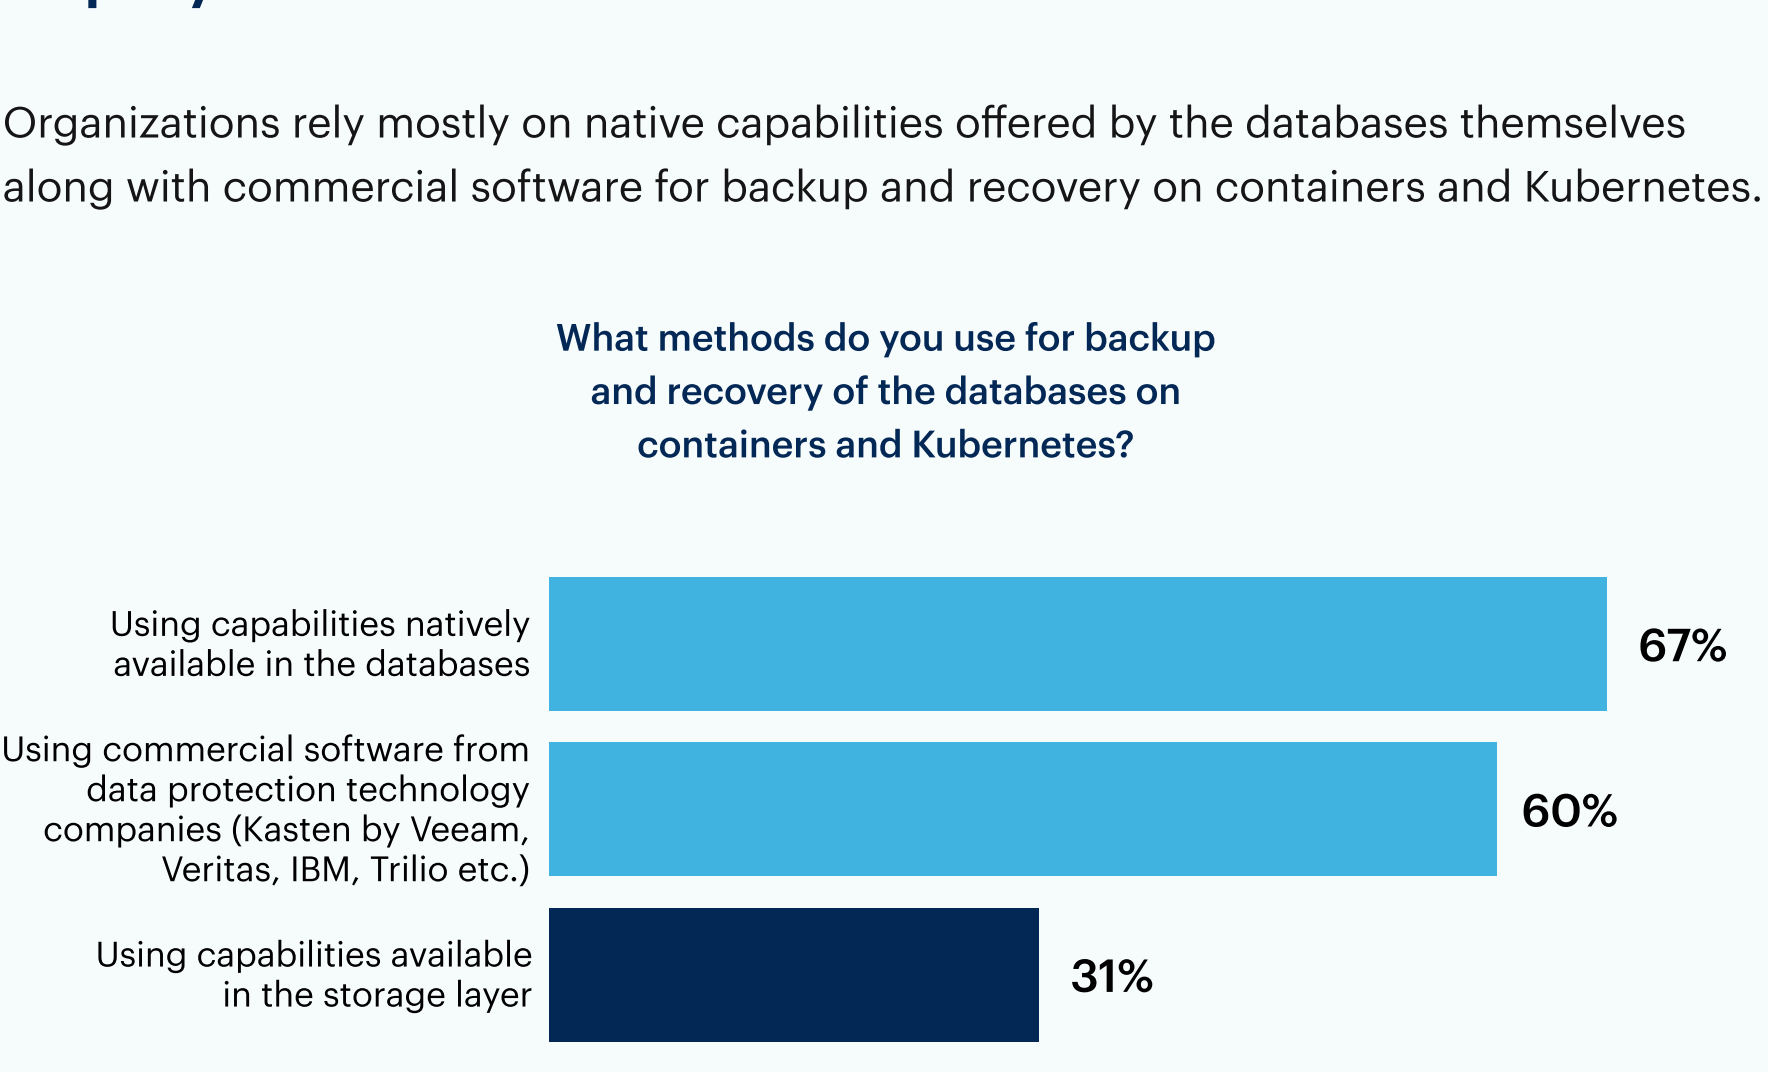 Organizations rely mostly on native capabilities offered by the databases themselves
along with commercial software for backup and recovery on containers and Kubernetes.
What methods do you use for backup
and recovery of the databases on
containers and Kubernetes?
Using capabilities natively
available in the databases
67%
Using commercial software from
data protection technology
companies (Kasten by Veeam,
Veritas, IBM, Trilio etc.)
60%
Using capabilities available
in the storage layer
31%